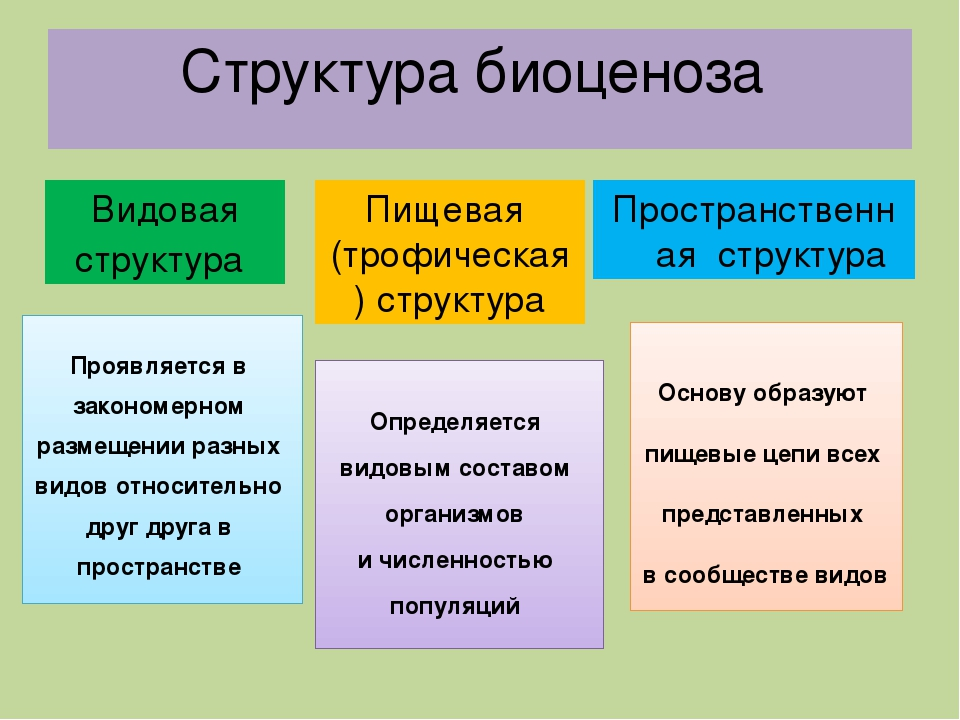 Структура биоценоза
Видовая
структура
Пищевая
(трофическая
) структура
Пространственн
ая структура
Проявляется в
закономерном
размещении разных
видов относительно
друг друга в
пространстве
Определяется
видовым составом
организмов
и численностью
популяций
Основу образуют
пищевые цепи всех
представленных
в сообществе видов